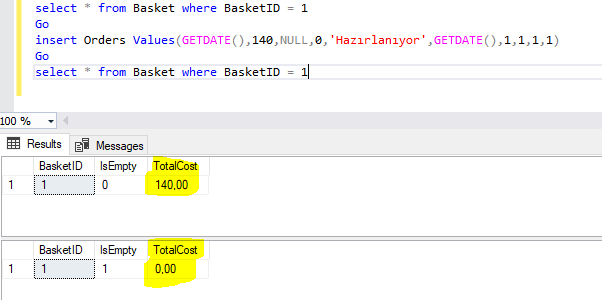 select * from Basket where BasketID = 1
Go
insert Orders Values(GETDATE(),140,NULL,0,'Hazırlanıyor',GETDATE(),1,1,1,1)
Go
select * from Basket where BasketID = 1
100 %
Results Messages
BasketID IsEmpty TotalCost
1 1 0 140,00
BasketID IsEmpty TotalCost
1 1 1 0,00